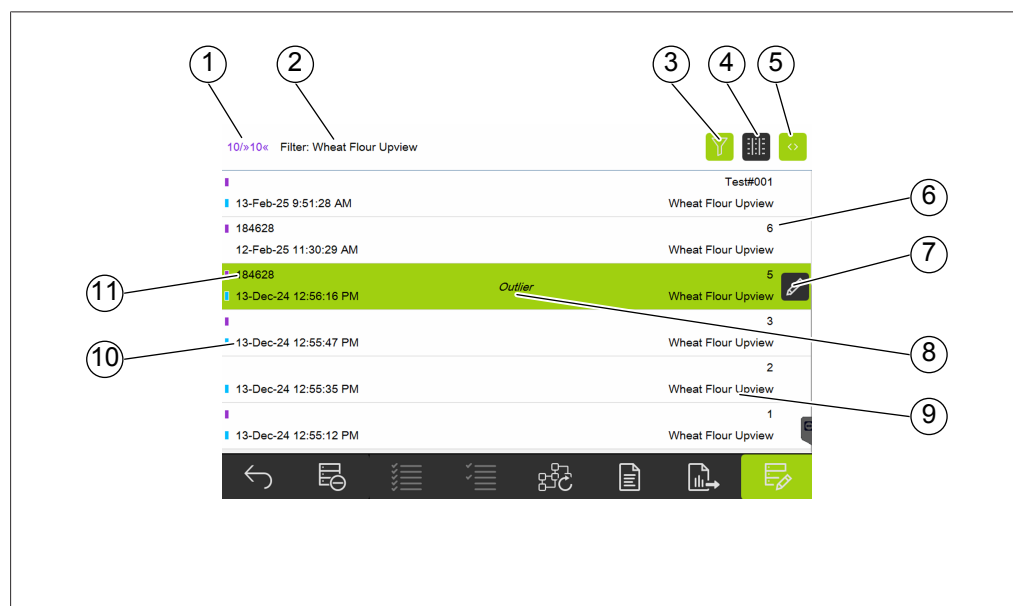 1 2 3 4 5
10/»10« Filter: Wheat Flour Upview
Test#001
13-Feb-25 9:51:28 AM Wheat Flour Upview
184628 6
6
12-Feb-25 11:30:29 AM Wheat Flour Upview
7
184628 5
11
Outlier
13-Dec-24 12:56:16 PM Wheat Flour Upview
3
10
13-Dec-24 12:55:47 PM Wheat Flour Upview
8
2
13-Dec-24 12:55:35 PM Wheat Flour Upview
9
1
13-Dec-24 12:55:12 PM Wheat Flour Upview